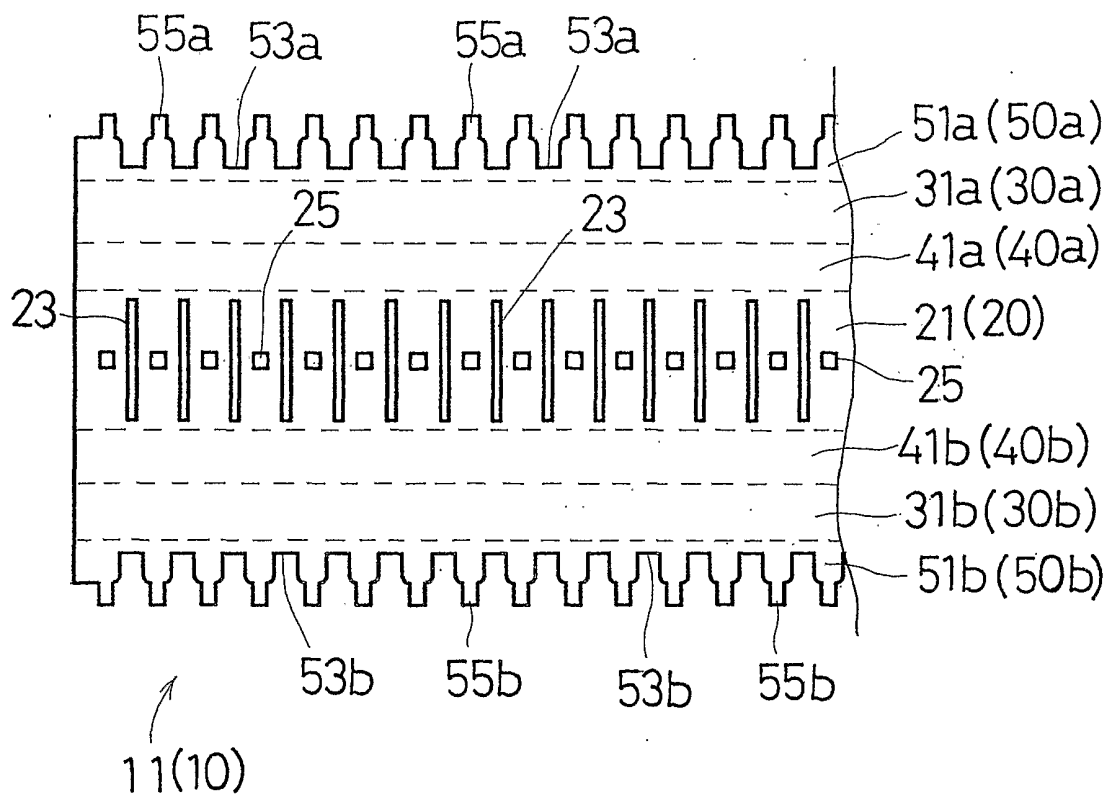 55a 53a 55a 53a
51a(50a)
31a(30a)
25 23
41a(40a)
23
21(20)
25
41b(40b)
31b(30b)
51b(50b)
53b 55b 53b 55b
11(10)